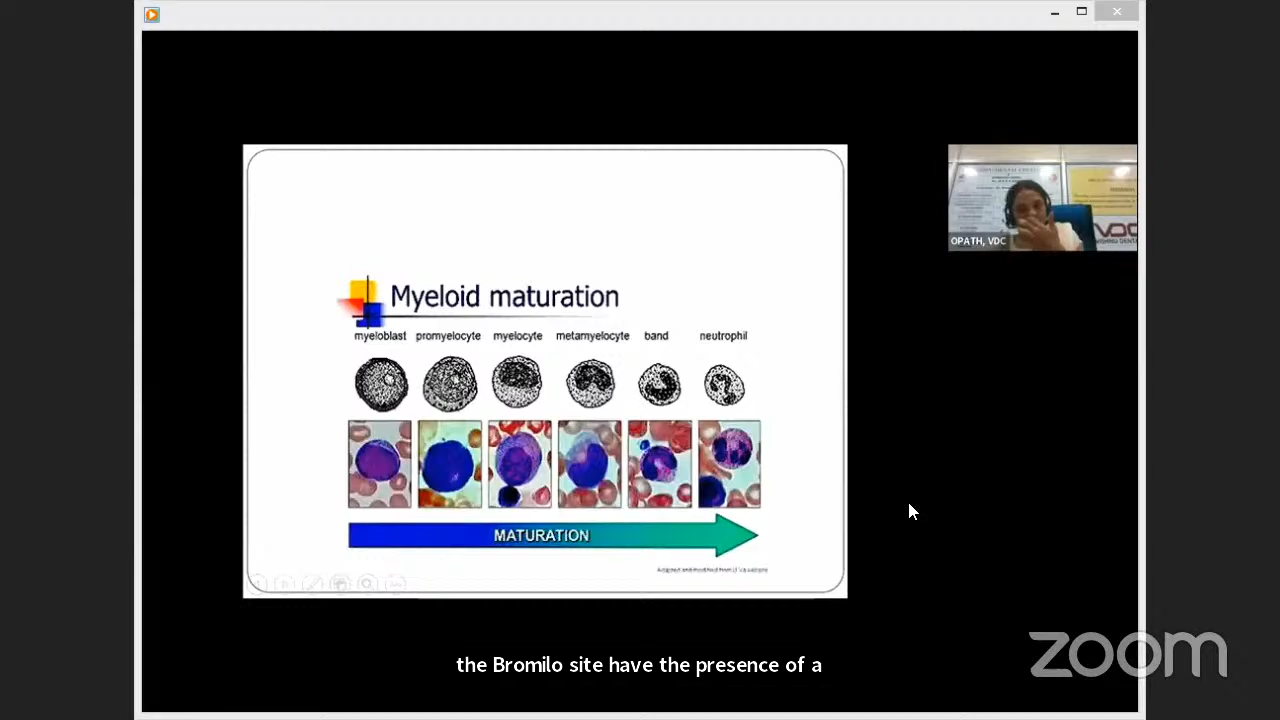 Myeloid maturation
myeloblast promyelocyte myelocyte metamyelocyte band neutrophil
MATURATION
OPATH, VDC
the Bromilo site have the presence of a
zoom